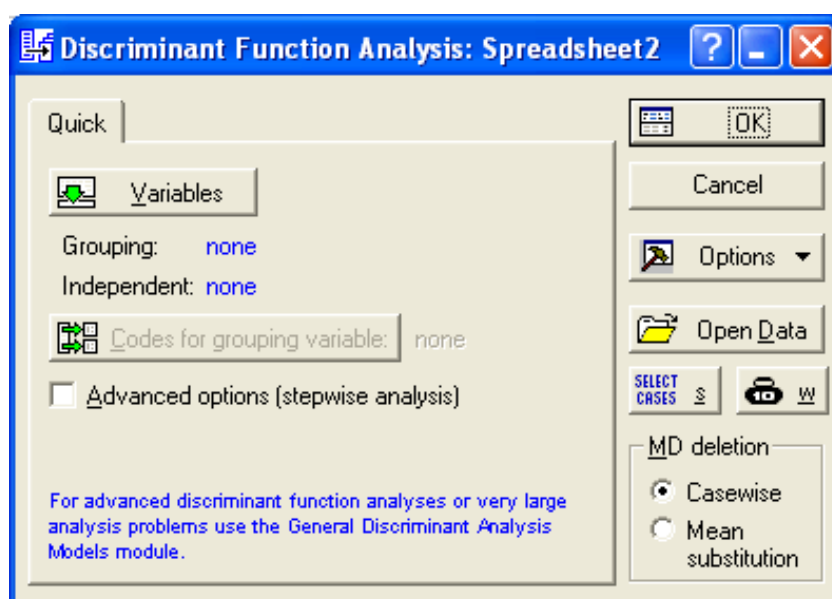 Discriminant Function Analysis: Spreadsheet2
Quick
Variables
Grouping: none
Independent: none
Codes for grouping variable: none
Advanced options (stepwise analysis)
For advanced discriminant function analyses or very large
analysis problems use the General Discriminant Analysis
Models module.
OK
Cancel
Options
Open Data
SELECT
CASES S
W
MD deletion
Casewise
Mean
substitution